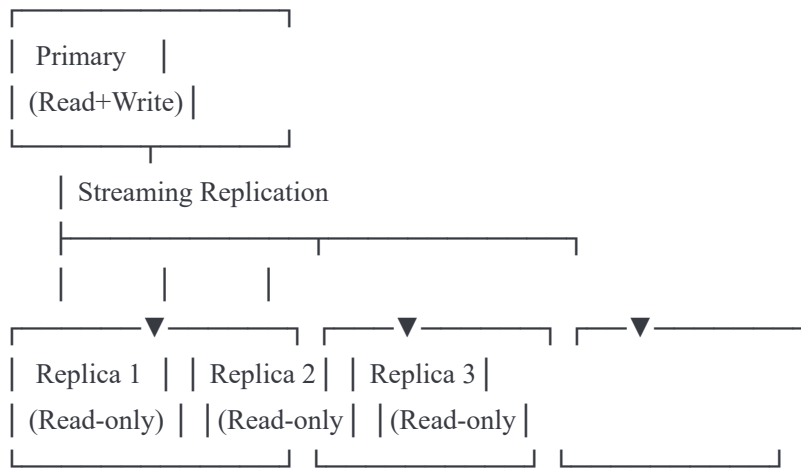 Primary
(Read+Write)
Streaming Replication
Replica 1 Replica 2 Replica 3
(Read-only) (Read-only (Read-only